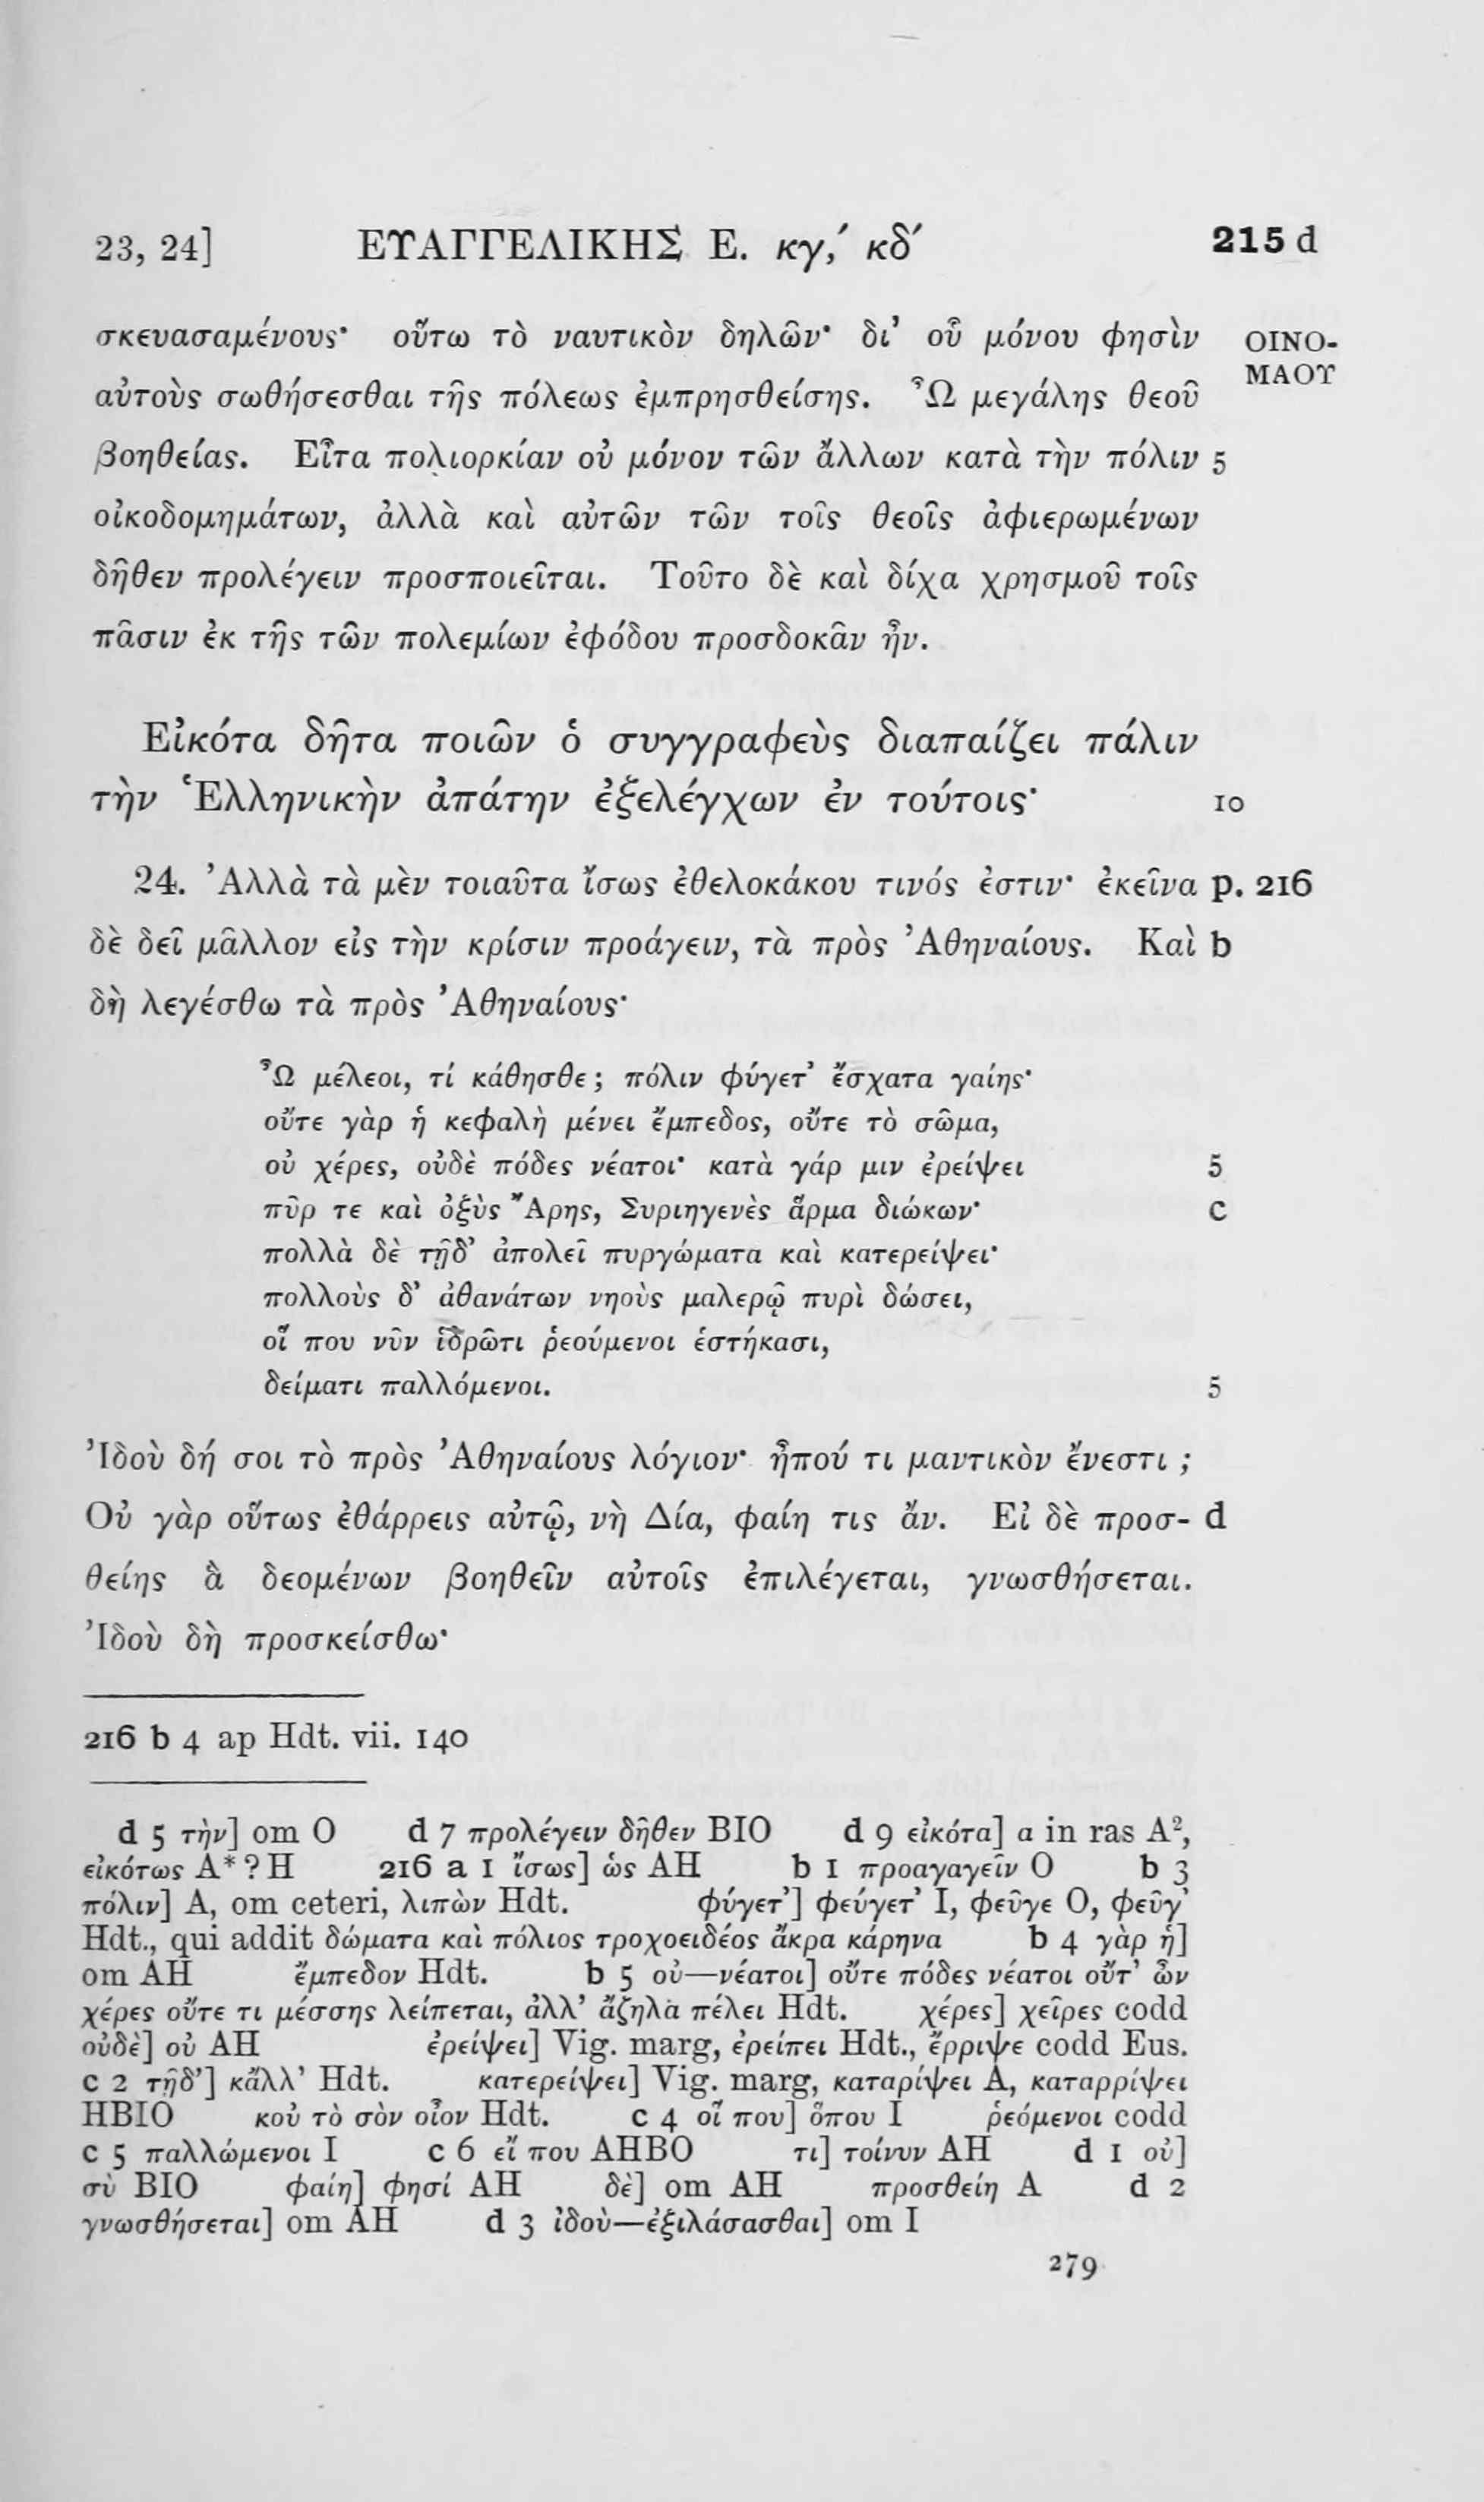 23, 24] ΕΥΑΓΓΕΛΙΚΗΣ Ε. κγ,΄ κδ΄ 215 d
σκευασαμένους· οὕτω τὸ ναυτικὸν δηλῶν· δι’ οὗ μόνου φησὶν ΟΙΝΟ-
ΜΑΟΥ
αὐτοὺς σωθήσεσθαι τῆς πόλεως ἐμπρησθείσης. Ὦ μεγάλης θεοῦ
βοηθείας. Εἶτα πολιορκίαν οὐ μόνον τῶν ἄλλων κατὰ τὴν πόλιν 5
οἰκοδομημάτων, ἀλλὰ καὶ αὐτῶν τῶν τοῖς θεοῖς ἀφιερωμένων
δῆθεν προλέγειν προσποιεῖται. Τοῦτο δὲ καὶ δίχα χρησμοῦ τοῖς
πᾶσιν ἐκ τῆς τῶν πολεμίων ἐφόδου προσδοκᾶν ἦν.
Εἰκότα δῆτα ποιῶν ὁ συγγραφεὺς διαπαίζει πάλιν
τὴν Ἑλληνικὴν ἀπάτην ἐξελέγχων ἐν τούτοις· 10
24. Ἀλλὰ τὰ μὲν τοιαῦτα ἴσως ἐθελοκάκου τινός ἐστιν· ἐκεῖνα p. 216
δὲ δεῖ μᾶλλον εἰς τὴν κρίσιν προάγειν, τὰ πρὸς Ἀθηναίους. Καὶ b
δὴ λεγέσθω τὰ πρὸς Ἀθηναίους·
Ὦ μέλεοι, τί κάθησθε; πόλιν φύγετ’ ἔσχατα γαίης·
οὔτε γὰρ ἡ κεφαλὴ μένει ἔμπεδος, οὔτε τὸ σῶμα,
οὐ χέρες, οὐδὲ πόδες νέατοι· κατὰ γάρ μιν ἐρείψει 5
πῦρ τε καὶ ὀξὺς Ἄρης, Συριηγενὲς ἅρμα διώκων· c
πολλὰ δὲ τῇδ’ ἀπολεῖ πυργώματα καὶ κατερείψει·
πολλοὺς δ’ ἀθανάτων νηοὺς μαλερῷ πυρὶ δώσει,
οἵ που νῦν ἱδρῶτι ῥεούμενοι ἑστήκασι,
δείματι παλλόμενοι. 5
Ἰδοὺ δή σοι τὸ πρὸς Ἀθηναίους λόγιον· ἦπού τι μαντικὸν ἔνεστι;
Οὐ γὰρ οὕτως ἐθάρρεις αὐτῷ, νὴ Δία, φαίη τις ἄν. Εἰ δὲ προσ- d
θείης ἃ δεομένων βοηθεῖν αὐτοῖς ἐπιλέγεται, γνωσθήσεται.
Ἰδοὺ δὴ προσκείσθω·
216 b 4 ap Hdt. vii. 140
d 5 τὴν] om O d 7 προλέγειν δῆθεν BIO d 9 εἰκότα] α in ras A²,
εἰκότως A*?H 216 a 1 ἴσως] ὡς AH b 1 προαγαγεῖν O b 3
πόλιν] A, om ceteri, λιπὼν Hdt. φύγετ’] φεύγετ’ I, φεῦγε O, φεῦγ’
Hdt., qui addit δώματα καὶ πόλιος τροχοειδέος ἄκρα κάρηνα b 4 γὰρ ἡ]
om AH ἔμπεδον Hdt. b 5 οὐ—νέατοι] οὔτε πόδες νέατοι οὔτ’ ὦν
χέρες οὔτε τι μέσσης λείπεται, ἀλλ’ ἄζηλα πέλει Hdt. χέρες] χεῖρες codd
οὐδὲ] οὐ AH ἐρείψει] Vig. marg, ἐρείπει Hdt., ἔρριψε codd Eus.
c 2 τῇδ’] κἄλλ’ Hdt. κατερείψει] Vig. marg, καταρίψει A, καταρρίψει
HBIO κοὐ τὸ σὸν οἶον Hdt. c 4 οἵ που] ὅπου I ῥεόμενοι codd
c 5 παλλώμενοι I c 6 εἴ που AHBO τι] τοίνυν AH d 1 οὐ]
σὺ BIO φαίη] φησί AH δὲ] om AH προσθείη A d 2
γνωσθήσεται] om AH d 3 ἰδοὺ—ἐξιλάσασθαι] om I
279